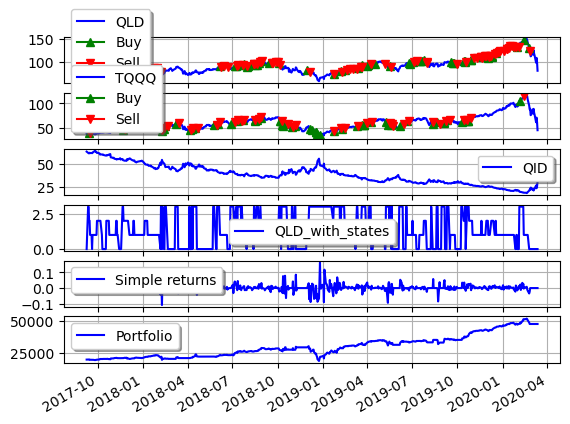 QLD
150
Buy
100
Sell
TQQQ
100
Buy
50
Sell
50
QID
25
2.5
QLD_with_states
0.0
0.1
Simple returns
0.0
−0.1
50000
Portfolio
25000
2017-10
2018-01
2018-04
2018-07
2018-10
2019-01
2019-04
2019-07
2019-10
2020-01
2020-04